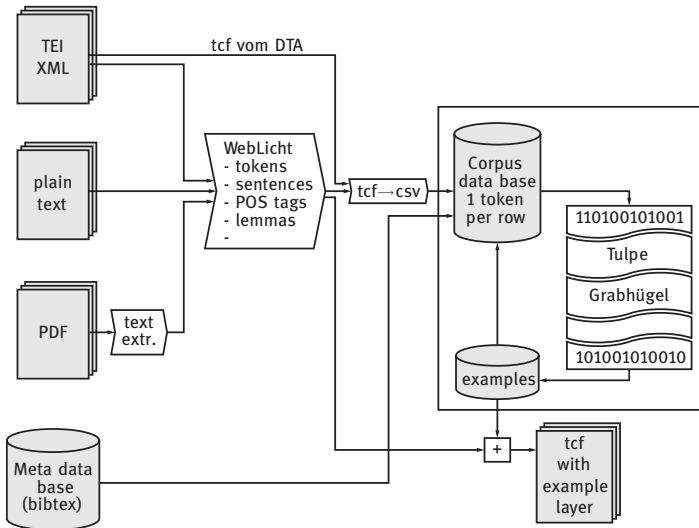 TEI
XML
tcf vom DTA
plain
text
PDF
text
extr.
WebLicht
- tokens
- sentences
- POS tags
- lemmas
-
tcf→csv
Corpus
data base
1 token
per row
110100101001
Tulpe
Grabhügel
101001010010
examples
+
tcf
with
example
layer
Meta data
base
(bibtex)